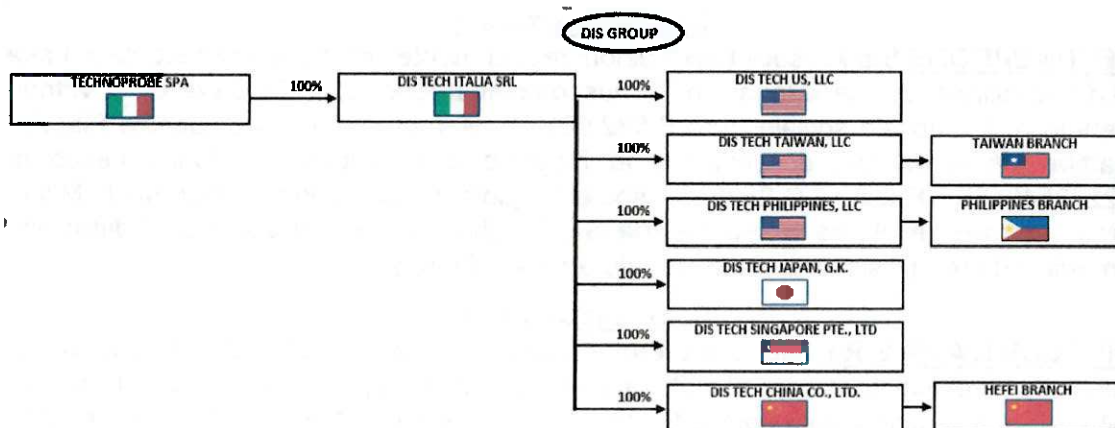 DIS GROUP
TECHNOPROBE SPA
100%
DIS TECH ITALIA SRL
100%
DIS TECH US, LLC
100%
DIS TECH TAIWAN, LLC
TAIWAN BRANCH
100%
DIS TECH PHILIPPINES, LLC
PHILIPPINES BRANCH
100%
DIS TECH JAPAN, G.K.
100%
DIS TECH SINGAPORE PTE., LTD
100%
DIS TECH CHINA CO., LTD.
HEFEI BRANCH